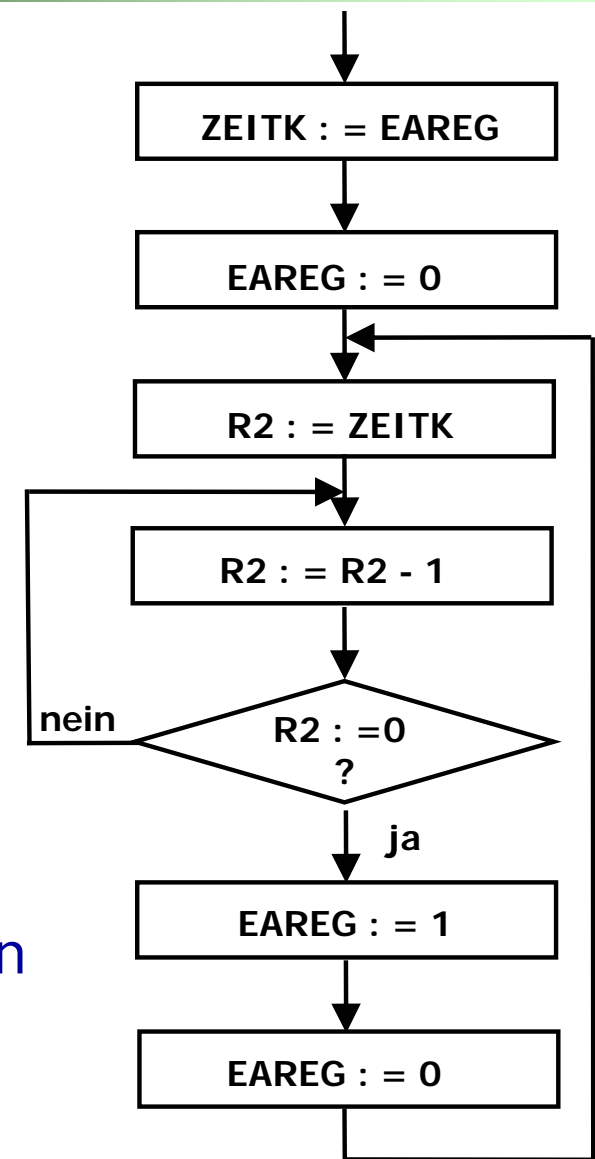 ZEITK : = EAREG
EAREG : = 0
R2 : = ZEITK
R2 : = R2 - 1
nein
R2 : =0
?
ja
EAREG : = 1
n
EAREG : = 0